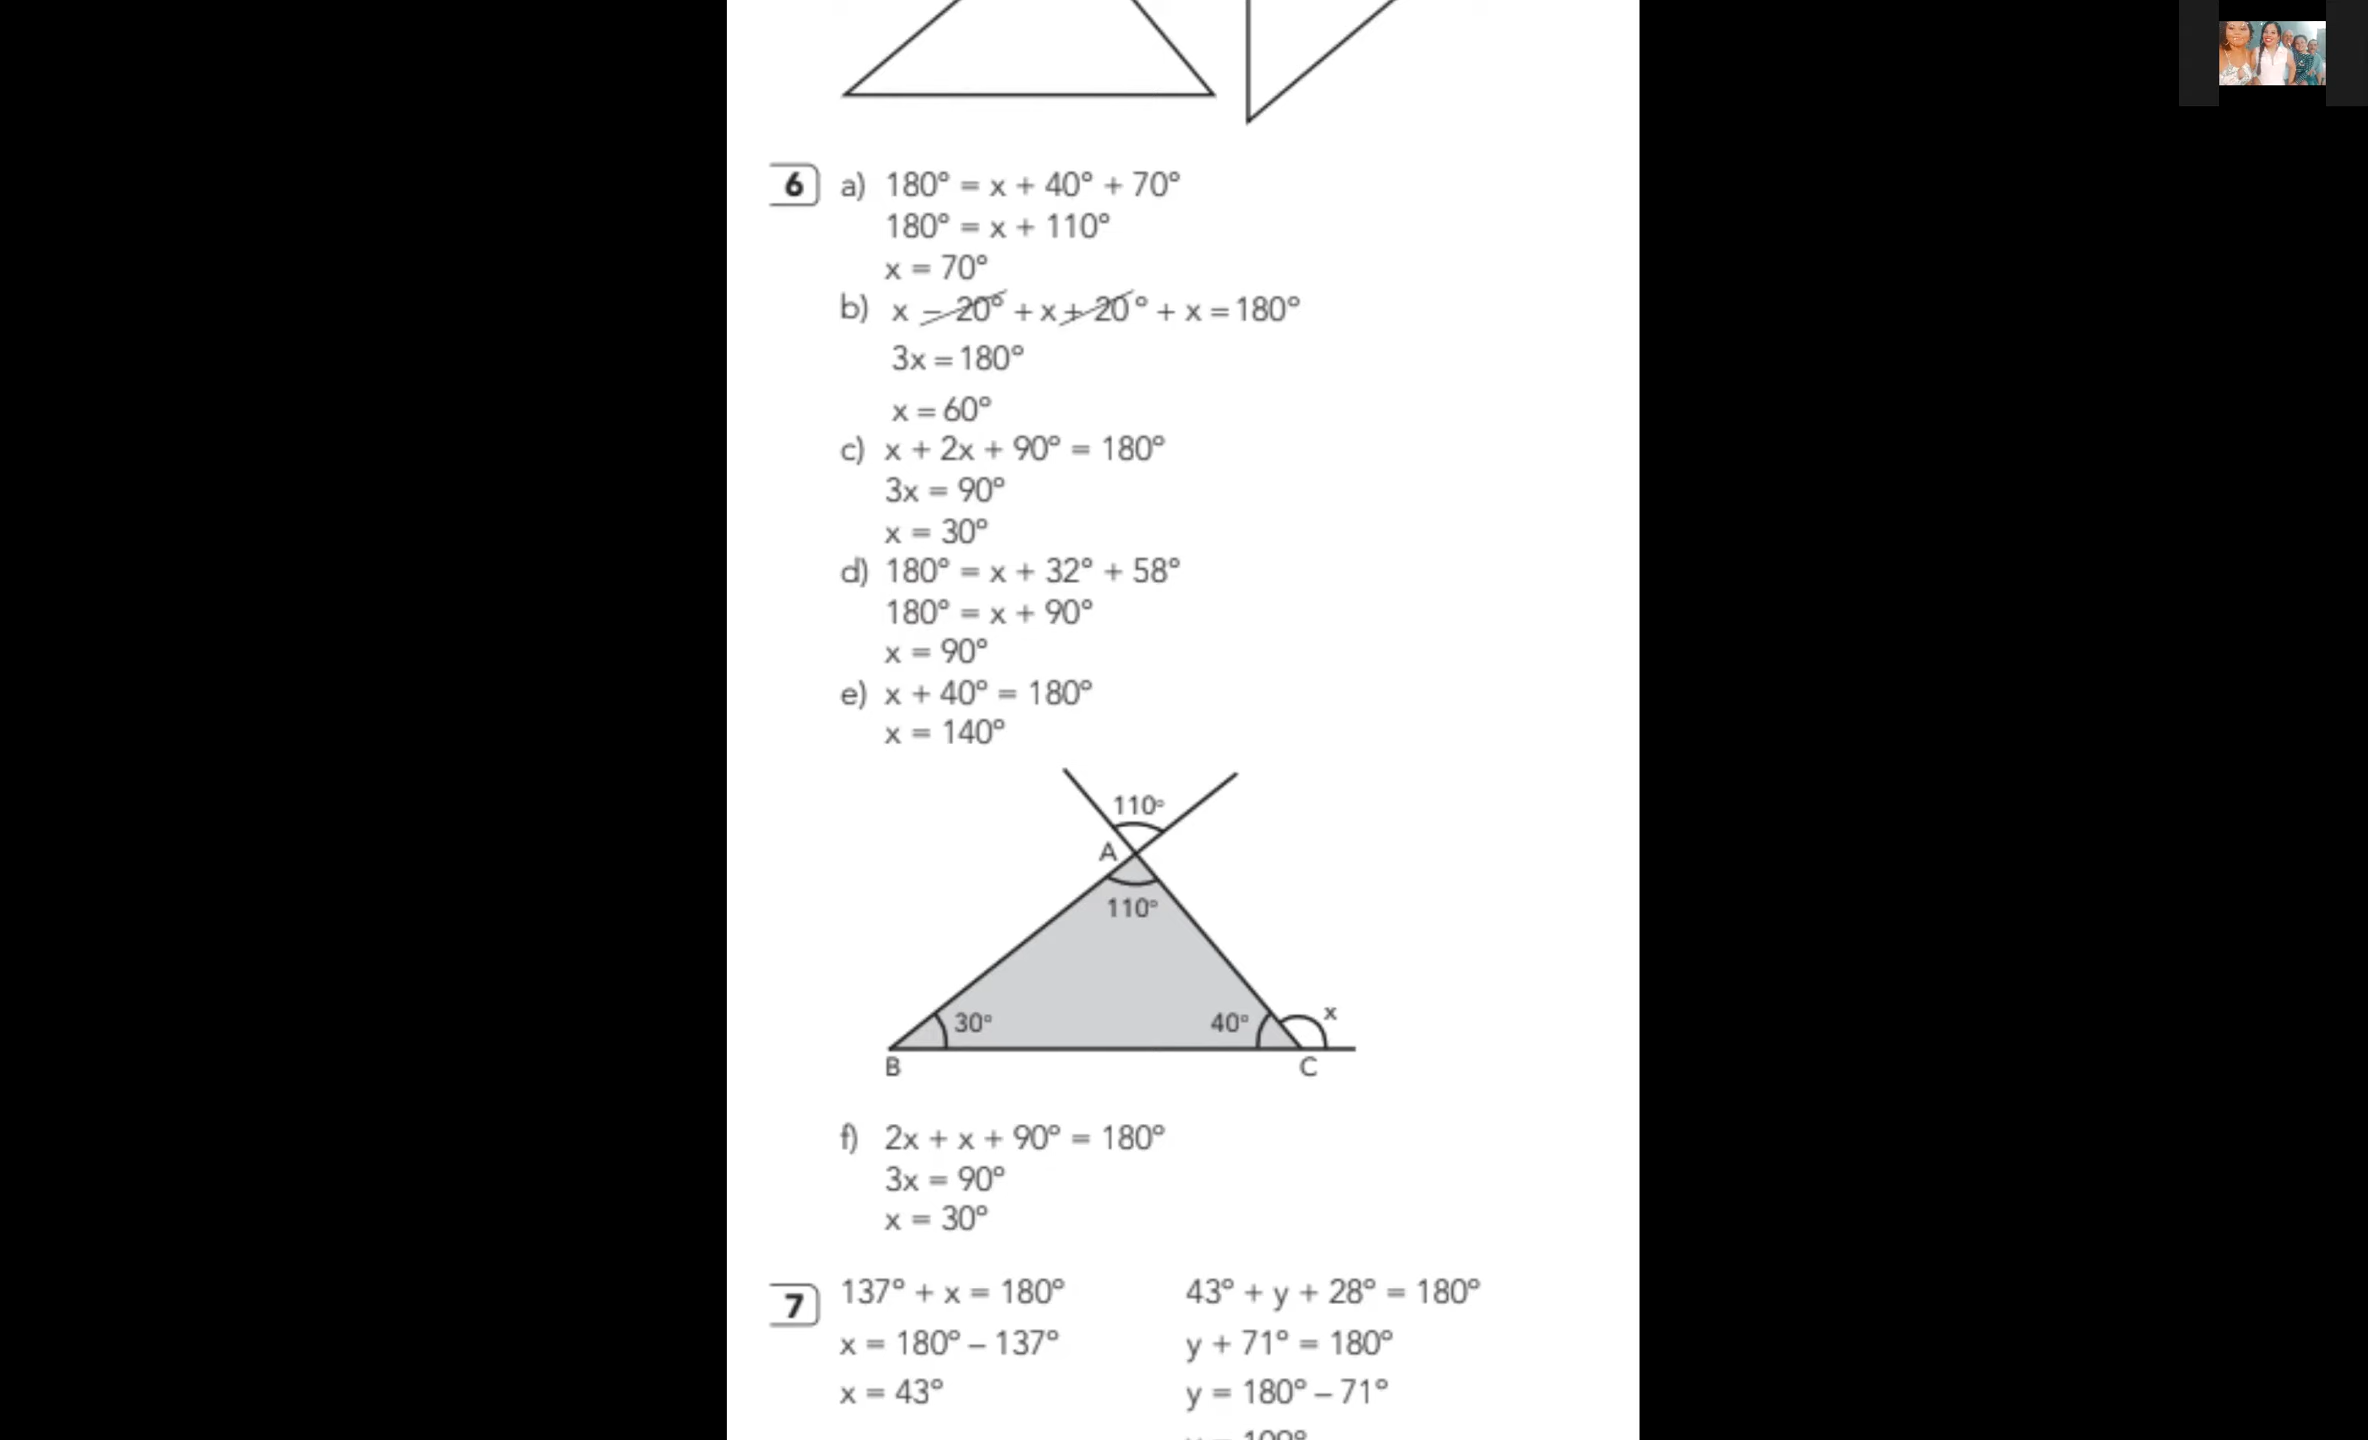 6
a) 180° = x + 40° + 70°
180° = x + 110°
x = 70°
b) x – 20° + x + 20° + x = 180°
3x = 180°
x = 60°
c) x + 2x + 90° = 180°
3x = 90°
x = 30°
d) 180° = x + 32° + 58°
180° = x + 90°
x = 90°
e) x + 40° = 180°
x = 140°
110°
A
110°
30°
40°
x
B
C
f) 2x + x + 90° = 180°
3x = 90°
x = 30°
7
137° + x = 180°
x = 180° – 137°
x = 43°
43° + y + 28° = 180°
y + 71° = 180°
y = 180° – 71°
y = 109°